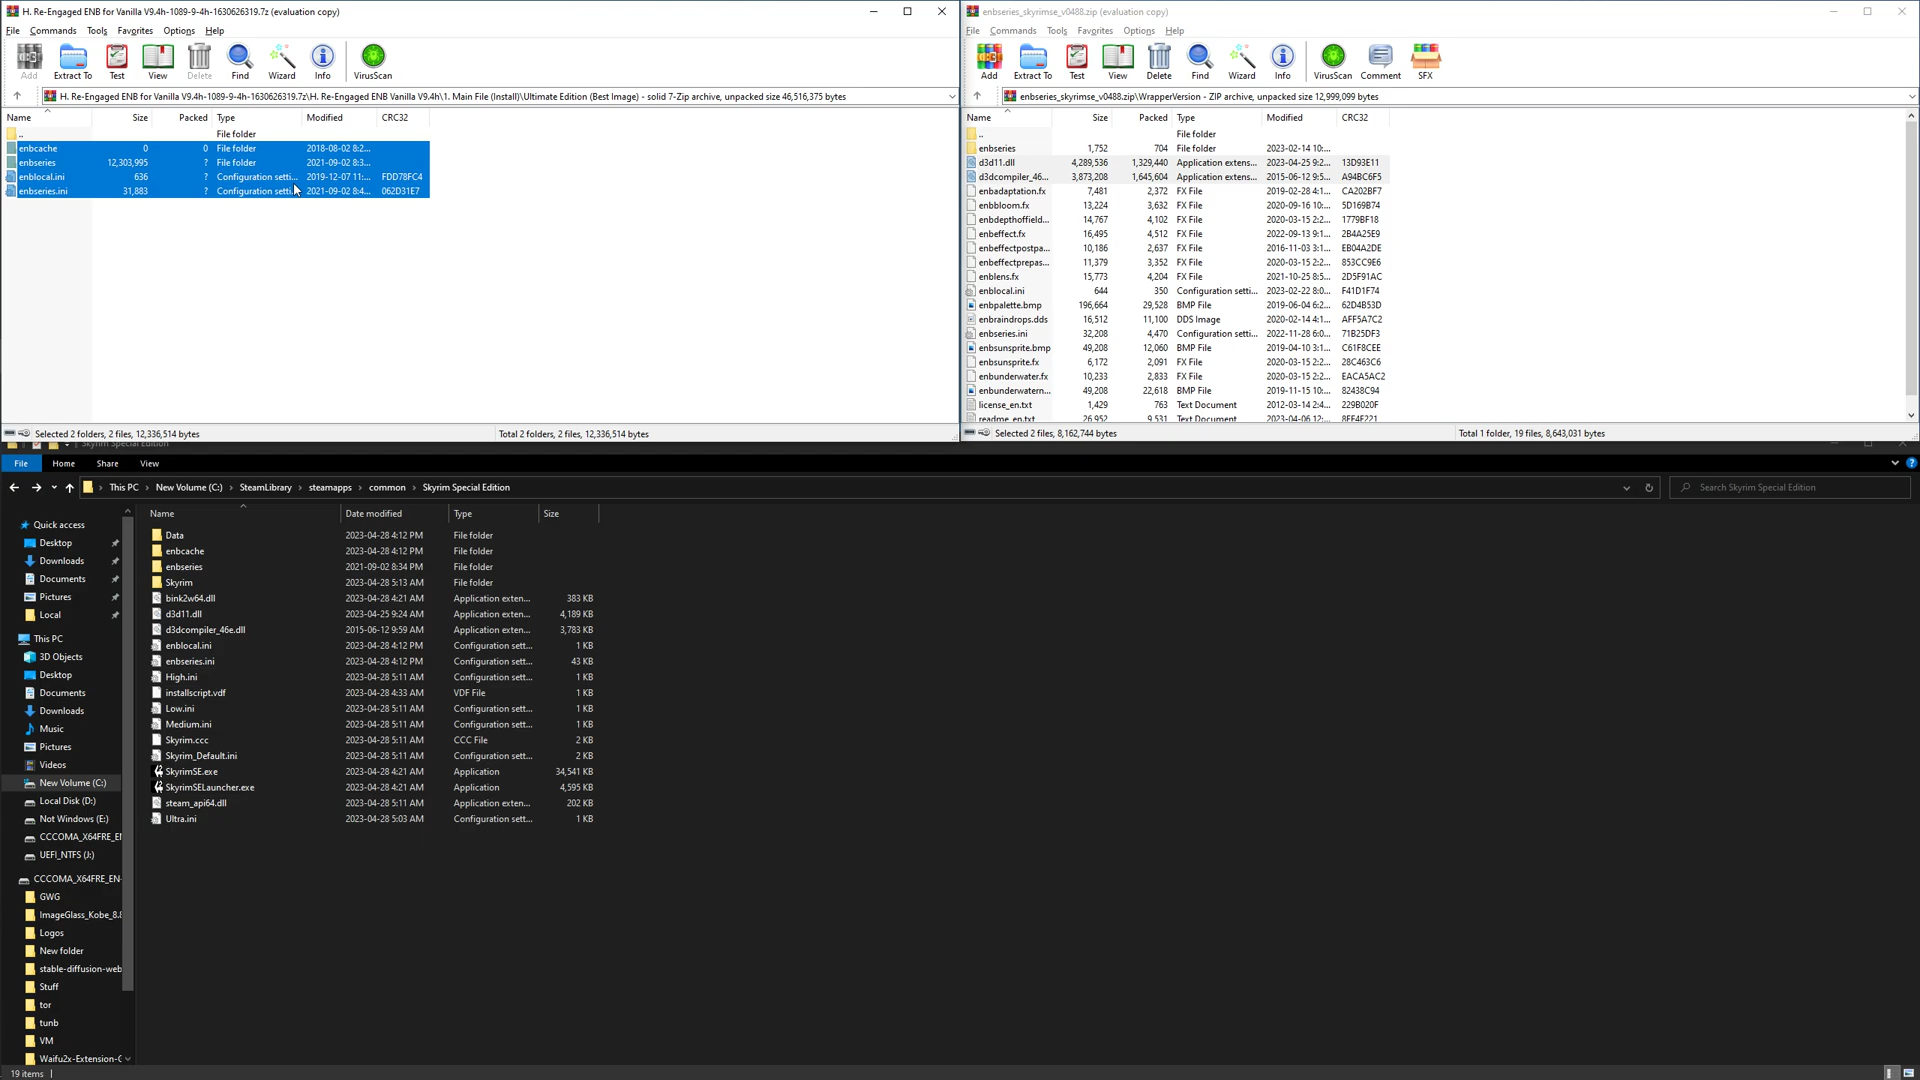 H. Re-Engaged ENB for Vanilla V9.4h-1089-9-4h-1630626319.7z (evaluation copy)
File Commands Tools Favorites Options Help
Add Extract To Test View Delete Find Wizard Info VirusScan
H. Re-Engaged ENB for Vanilla V9.4h-1089-9-4h-1630626319.7z\H. Re-Engaged ENB Vanilla V9.4h\1. Main File (Install)\Ultimate Edition (Best Image) - solid 7-Zip archive, unpacked size 46,516,375 bytes
Name Size Packed Type Modified CRC32
.. File folder
enbcache 0 0 File folder 2018-08-02 8:2...
enbseries 12,303,995 ? File folder 2021-09-02 8:3...
enblocal.ini 636 ? Configuration setti... 2019-12-07 11:... FDD78FC4
enbseries.ini 31,883 ? Configuration setti... 2021-09-02 8:4... 062D31E7
Selected 2 folders, 2 files, 12,336,514 bytes Total 2 folders, 2 files, 12,336,514 bytes
enbseries_skyrimse_v0488.zip (evaluation copy)
File Commands Tools Favorites Options Help
Add Extract To Test View Delete Find Wizard Info VirusScan Comment SFX
enbseries_skyrimse_v0488.zip\WrapperVersion - ZIP archive, unpacked size 12,999,099 bytes
Name Size Packed Type Modified CRC32
.. File folder
enbseries 1,752 704 File folder 2023-02-14 10:...
d3d11.dll 4,289,536 1,329,440 Application extens... 2023-04-25 9:2... 13D93E11
d3dcompiler_46... 3,873,208 1,645,604 Application extens... 2015-06-12 9:5... A94BC6F5
enbadaptation.fx 7,481 2,372 FX File 2019-02-28 4:1... CA202BF7
enbbloom.fx 13,224 3,632 FX File 2020-09-16 10:... 5D169B74
enbdepthoffield... 14,767 4,102 FX File 2020-03-15 2:2... 1779BF18
enbeffect.fx 16,495 4,512 FX File 2022-09-13 9:1... 2B4A25E9
enbeffectpostpa... 10,186 2,637 FX File 2016-11-03 3:1... EB04A2DE
enbeffectprepas... 11,379 3,352 FX File 2020-03-15 2:2... 853CC9E6
enblens.fx 15,773 4,204 FX File 2021-10-25 8:5... 2D5F91AC
enblocal.ini 644 350 Configuration setti... 2023-02-22 8:0... F41D1F74
enbpalette.bmp 196,664 29,528 BMP File 2019-06-04 6:2... 62D4B53D
enbraindrops.dds 16,512 11,100 DDS Image 2020-02-14 4:1... AFF5A7C2
enbseries.ini 32,208 4,470 Configuration setti... 2022-11-28 6:0... 71B25DF3
enbsunsprite.bmp 49,208 12,060 BMP File 2019-04-10 3:1... C61F8CEE
enbsunsprite.fx 6,172 2,091 FX File 2020-03-15 2:2... 28C463C6
enbunderwater.fx 10,233 2,833 FX File 2020-03-15 2:2... EACA5AC2
enbunderwatern... 49,208 22,618 BMP File 2019-11-15 10:... 82438C94
license_en.txt 1,429 763 Text Document 2012-03-14 2:4... 229B020F
readme_en.txt 26,952 9,531 Text Document 2023-04-06 12:... 8FF4F221
Selected 2 files, 8,162,744 bytes Total 1 folder, 19 files, 8,643,031 bytes
Skyrim Special Edition
File Home Share View
This PC New Volume (C:) SteamLibrary steamapps common Skyrim Special Edition
Search Skyrim Special Edition
Quick access
Desktop
Downloads
Documents
Pictures
Local
This PC
3D Objects
Desktop
Documents
Downloads
Music
Pictures
Videos
New Volume (C:)
Local Disk (D:)
Not Windows (E:)
CCCOMA_X64FRE_EN
UEFI_NTFS (J:)
CCCOMA_X64FRE_EN-
GWG
ImageGlass_Kobe_8.8
Logos
New folder
stable-diffusion-web
Stuff
tor
tunb
VM
Waifu2x-Extension-G
Name Date modified Type Size
Data 2023-04-28 4:12 PM File folder
enbcache 2023-04-28 4:12 PM File folder
enbseries 2021-09-02 8:34 PM File folder
Skyrim 2023-04-28 5:13 AM File folder
bink2w64.dll 2023-04-28 4:21 AM Application exten... 383 KB
d3d11.dll 2023-04-25 9:24 AM Application exten... 4,189 KB
d3dcompiler_46e.dll 2015-06-12 9:59 AM Application exten... 3,783 KB
enblocal.ini 2023-04-28 4:12 PM Configuration sett... 1 KB
enbseries.ini 2023-04-28 4:12 PM Configuration sett... 43 KB
High.ini 2023-04-28 5:11 AM Configuration sett... 1 KB
installscript.vdf 2023-04-28 4:33 AM VDF File 1 KB
Low.ini 2023-04-28 5:11 AM Configuration sett... 1 KB
Medium.ini 2023-04-28 5:11 AM Configuration sett... 1 KB
Skyrim.ccc 2023-04-28 5:11 AM CCC File 2 KB
Skyrim_Default.ini 2023-04-28 5:11 AM Configuration sett... 2 KB
SkyrimSE.exe 2023-04-28 4:21 AM Application 34,541 KB
SkyrimSELauncher.exe 2023-04-28 4:21 AM Application 4,595 KB
steam_api64.dll 2023-04-28 5:11 AM Application exten... 202 KB
Ultra.ini 2023-04-28 5:03 AM Configuration sett... 1 KB
19 items